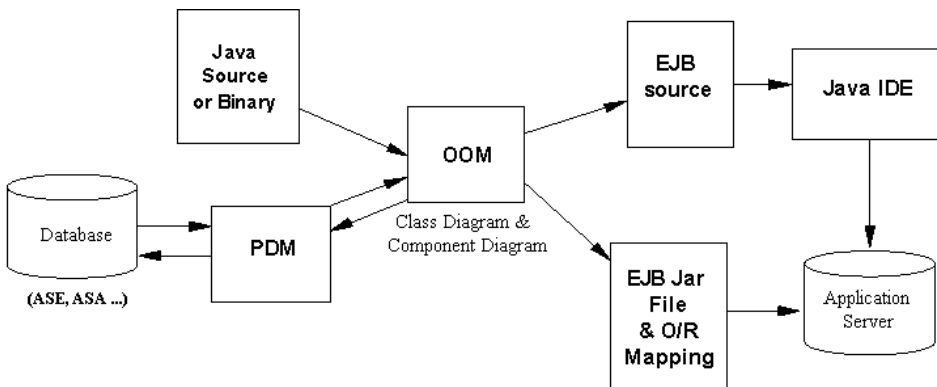 Java
Source
or Binary
EJB
source
Java IDE
OOM
Class Diagram &
Component Diagram
Database
(ASE, ASA ...)
PDM
EJB Jar
File
& O/R
Mapping
Application
Server